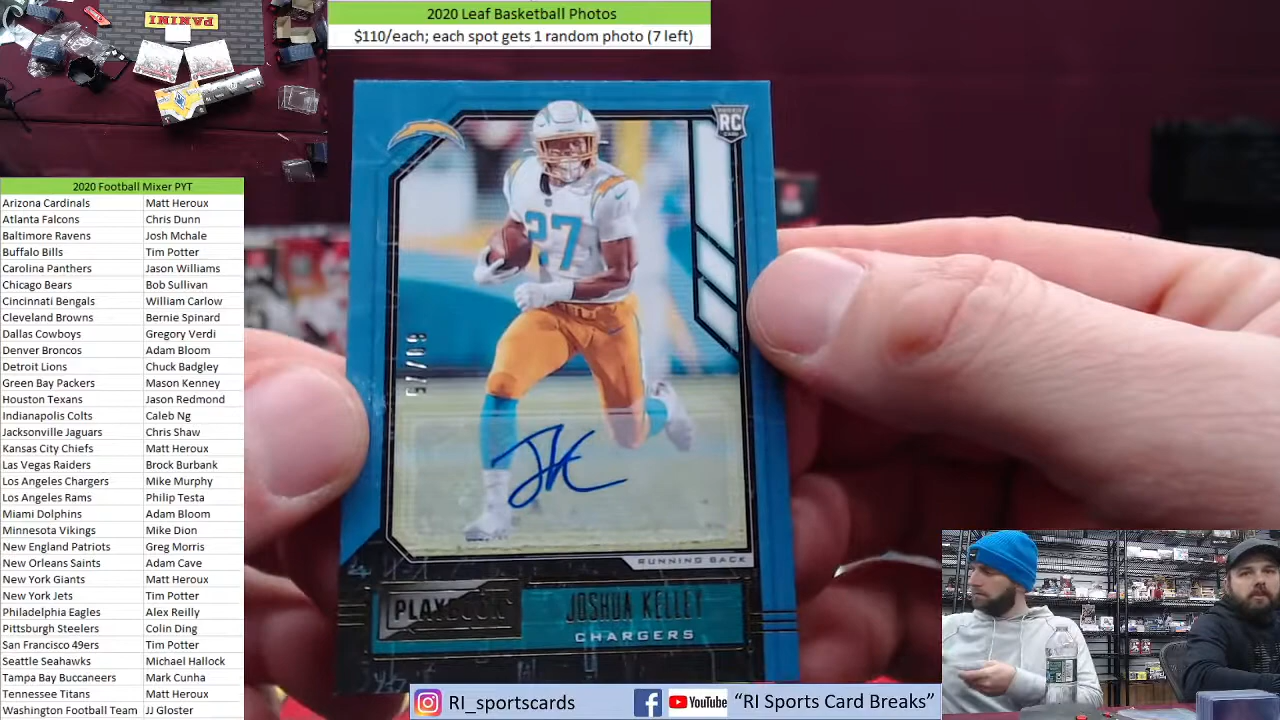 2020 Leaf Basketball Photos
$110/each; each spot gets 1 random photo (7 left)
PANINI
2020 Football Mixer PYT
Arizona Cardinals Matt Heroux
Atlanta Falcons Chris Dunn
Baltimore Ravens Josh Mchale
Buffalo Bills Tim Potter
Carolina Panthers Jason Williams
Chicago Bears Bob Sullivan
Cincinnati Bengals William Carlow
Cleveland Browns Bernie Spinard
Dallas Cowboys Gregory Verdi
Denver Broncos Adam Bloom
Detroit Lions Chuck Badgley
Green Bay Packers Mason Kenney
Houston Texans Jason Redmond
Indianapolis Colts Caleb Ng
Jacksonville Jaguars Chris Shaw
Kansas City Chiefs Matt Heroux
Las Vegas Raiders Brock Burbank
Los Angeles Chargers Mike Murphy
Los Angeles Rams Philip Testa
Miami Dolphins Adam Bloom
Minnesota Vikings Mike Dion
New England Patriots Greg Morris
New Orleans Saints Adam Cave
New York Giants Matt Heroux
New York Jets Tim Potter
Philadelphia Eagles Alex Reilly
Pittsburgh Steelers Colin Ding
San Francisco 49ers Tim Potter
Seattle Seahawks Michael Hallock
Tampa Bay Buccaneers Mark Cunha
Tennessee Titans Matt Heroux
Washington Football Team JJ Gloster
RC
27
JK
RUNNING BACK
PLAYBOOK
JOSHUA KELLEY
CHARGERS
RI_sportscards
YouTube "RI Sports Card Breaks"